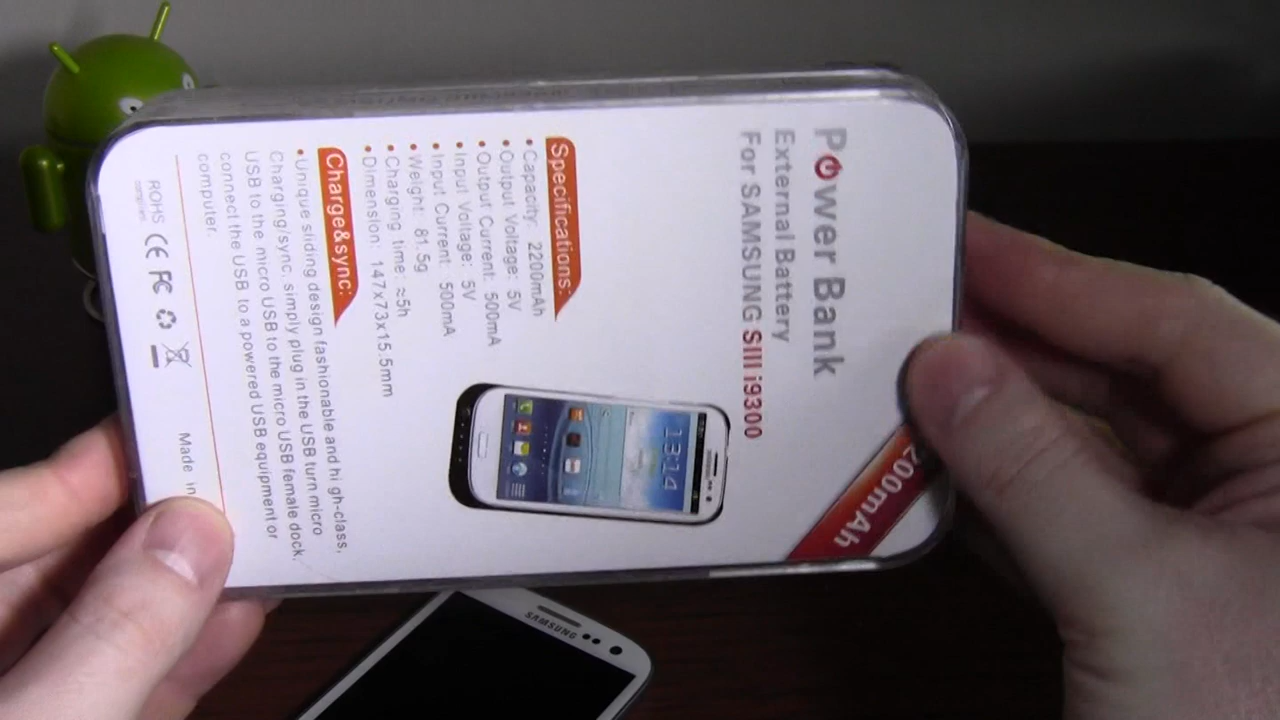 Power Bank
External Battery
For SAMSUNG SIII i9300
200mAh
13:14
Specifications:
• Capacity: 2200mAh
• Output Voltage: 5V
• Output Current: 500mA
• Input Voltage: 5V
• Input Current: 500mA
• Weight: 81.5g
• Charging time: ≈5h
• Dimension: 147x73x15.5mm
Charge&sync:
• Unique sliding design fashionable and hi gh-class,
Charging/sync, simply plug in the USB turn micro
USB to the micro USB to the micro USB female dock,
connect the USB to a powered USB equipment or
computer.
ROHS CE FC
Made in
SAMSUNG